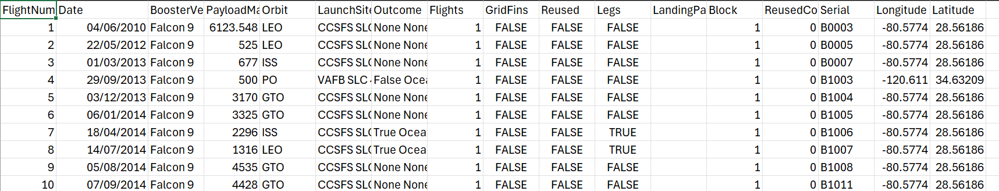 FlightNum Date BoosterVe PayloadMa Orbit LaunchSite Outcome Flights GridFins Reused Legs LandingPa Block ReusedCo Serial Longitude Latitude
1 04/06/2010 Falcon 9 6123.548 LEO CCSFS SLC None None 1 FALSE FALSE FALSE 1 0 B0003 -80.5774 28.56186
2 22/05/2012 Falcon 9 525 LEO CCSFS SLC None None 1 FALSE FALSE FALSE 1 0 B0005 -80.5774 28.56186
3 01/03/2013 Falcon 9 677 ISS CCSFS SLC None None 1 FALSE FALSE FALSE 1 0 B0007 -80.5774 28.56186
4 29/09/2013 Falcon 9 500 PO VAFB SLC 4 False Ocea 1 FALSE FALSE FALSE 1 0 B1003 -120.611 34.63209
5 03/12/2013 Falcon 9 3170 GTO CCSFS SLC None None 1 FALSE FALSE FALSE 1 0 B1004 -80.5774 28.56186
6 06/01/2014 Falcon 9 3325 GTO CCSFS SLC None None 1 FALSE FALSE FALSE 1 0 B1005 -80.5774 28.56186
7 18/04/2014 Falcon 9 2296 ISS CCSFS SLC True Ocea 1 FALSE FALSE TRUE 1 0 B1006 -80.5774 28.56186
8 14/07/2014 Falcon 9 1316 LEO CCSFS SLC True Ocea 1 FALSE FALSE TRUE 1 0 B1007 -80.5774 28.56186
9 05/08/2014 Falcon 9 4535 GTO CCSFS SLC None None 1 FALSE FALSE FALSE 1 0 B1008 -80.5774 28.56186
10 07/09/2014 Falcon 9 4428 GTO CCSFS SLC None None 1 FALSE FALSE FALSE 1 0 B1011 -80.5774 28.56186